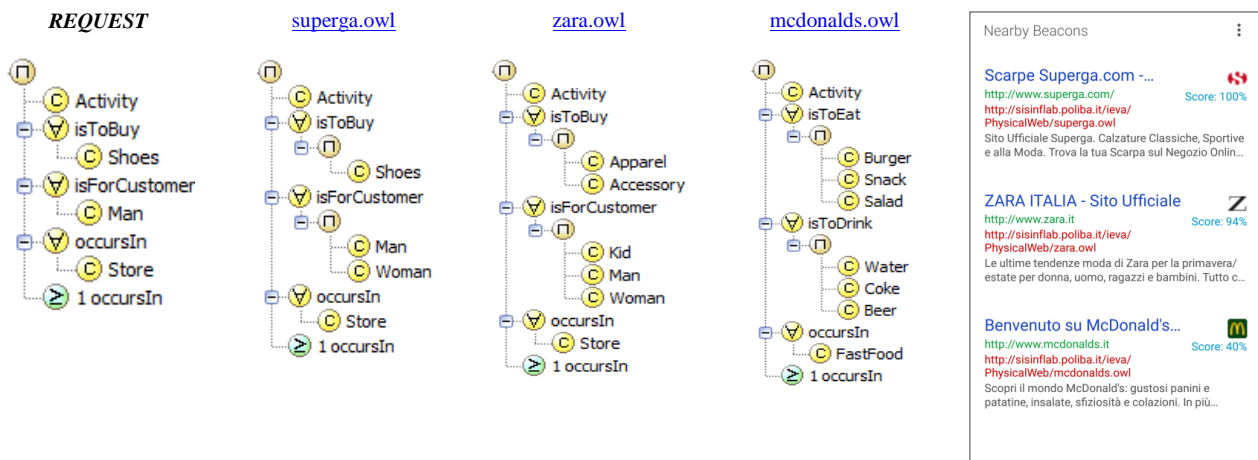 REQUEST
Activity
isToBuy
Shoes
isForCustomer
Man
occursIn
Store
1 occursIn
superga.owl
Activity
isToBuy
Shoes
isForCustomer
Man
Woman
occursIn
Store
1 occursIn
zara.owl
Activity
isToBuy
Apparel
Accessory
isForCustomer
Kid
Man
Woman
occursIn
Store
1 occursIn
mcdonalds.owl
Activity
isToEat
Burger
Snack
Salad
isToDrink
Water
Coke
Beer
occursIn
FastFood
1 occursIn
Nearby Beacons
Scarpe Superga.com -...
http://www.superga.com/
Score: 100%
http://sisinflab.poliba.it/ieva/
PhysicalWeb/superga.owl
Sito Ufficiale Superga. Calzature Classiche, Sportive
e alla Moda. Trova la tua Scarpa sul Negozio Onlin...
ZARA ITALIA - Sito Ufficiale
http://www.zara.it
Score: 94%
http://sisinflab.poliba.it/ieva/
PhysicalWeb/zara.owl
Le ultime tendenze moda di Zara per la primavera/
estate per donna, uomo, ragazzi e bambini. Tutto c...
Benvenuto su McDonald's...
http://www.mcdonalds.it
Score: 40%
http://sisinflab.poliba.it/ieva/
PhysicalWeb/mcdonalds.owl
Scopri il mondo McDonald's: gustosi panini e
patatine, insalate, sfiziosità e colazioni. In più...